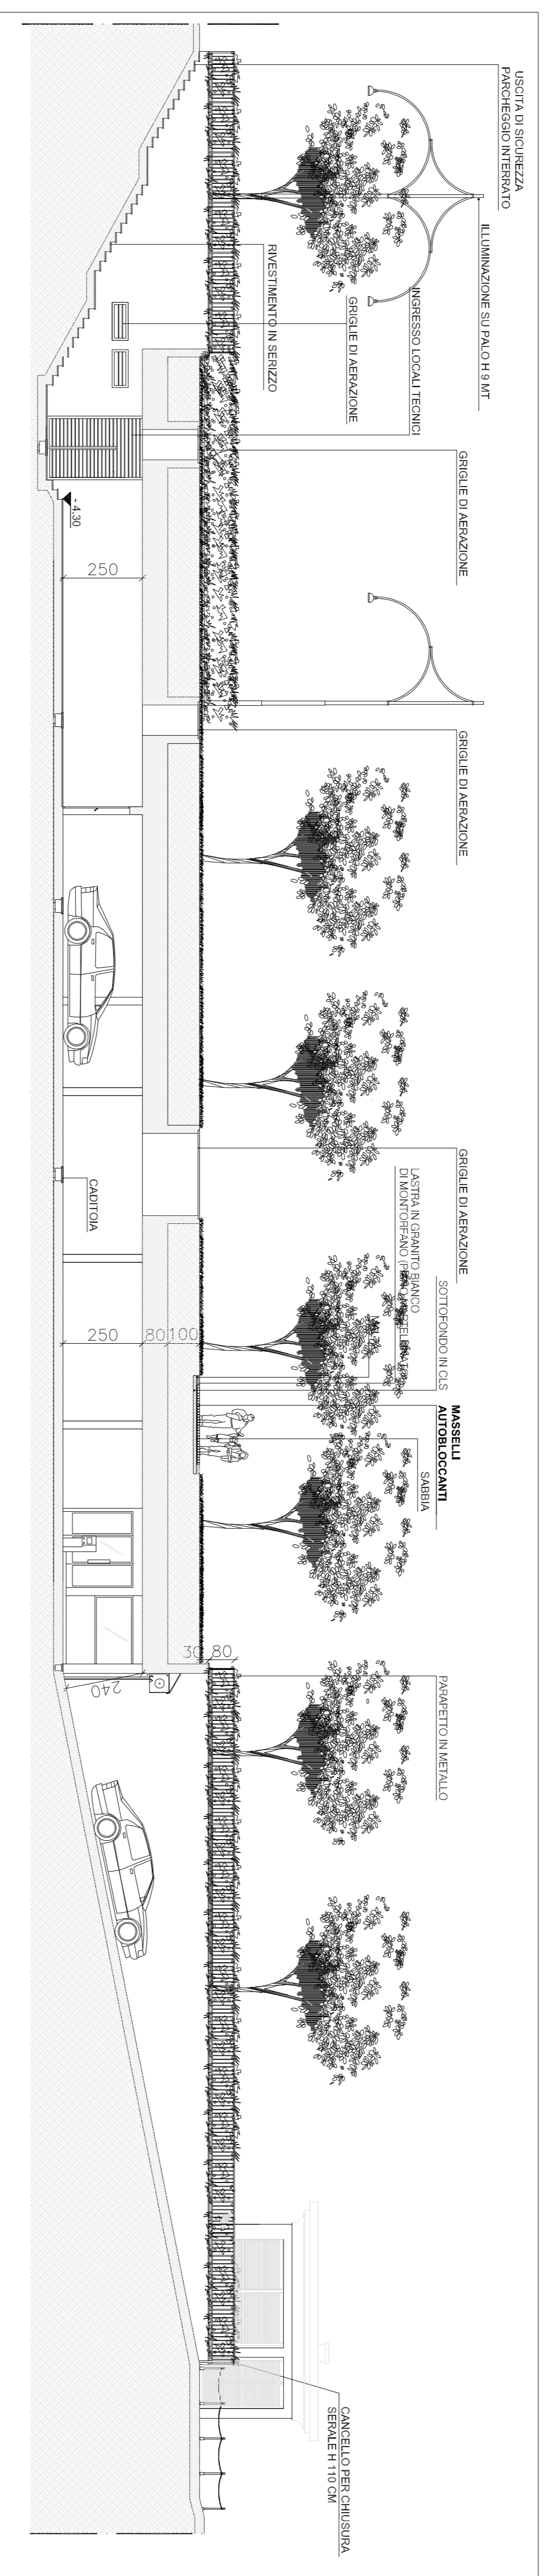 USCITA DI SICUREZZA
PARCHEGGIO INTERRATO
ILLUMINAZIONE SU PALO H 9 MT
INGRESSO LOCALI TECNICI
GRIGLIE DI AERAZIONE
RIVESTIMENTO IN SERIZZO
GRIGLIE DI AERAZIONE
- 4.30
250
GRIGLIE DI AERAZIONE
GRIGLIE DI AERAZIONE
CADITOIA
LASTRA IN GRANITO BIANCO
DI MONTORFANO
SOTTOFONDO IN CLS
MASSELLI
AUTOBLOCCANTI
SABBIA
250
80
100
PARAPETTO IN METALLO
30
80
240
CANCELLO PER CHIUSURA
SERALE H 110 CM